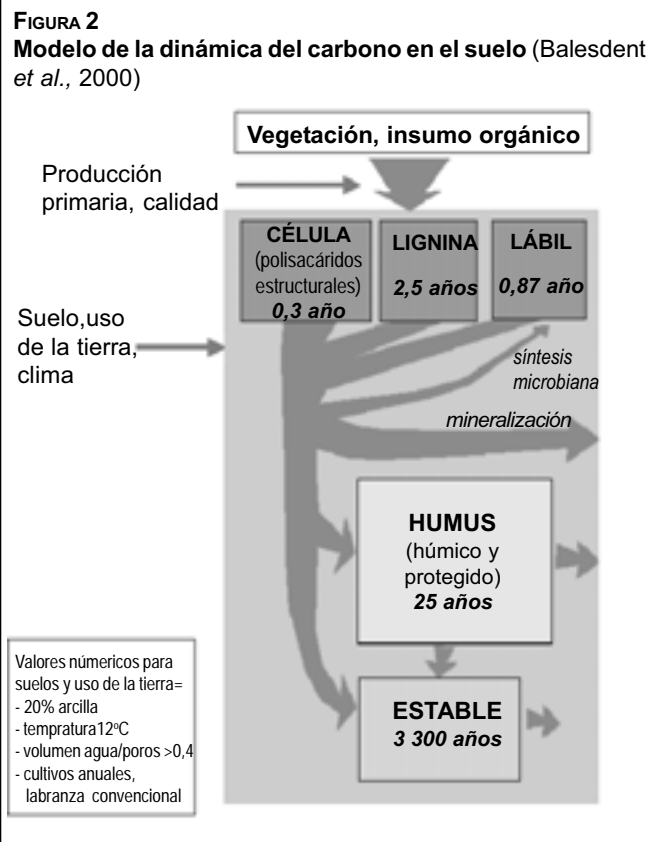 FIGURA 2
Modelo de la dinámica del carbono en el suelo (Balesdent
et al., 2000)
Vegetación, insumo orgánico
Producción
primaria, calidad
CÉLULA
(polisacáridos
estructurales)
0,3 año
LIGNINA
2,5 años
LÁBIL
0,87 año
Suelo,uso
de la tierra,
clima
síntesis
microbiana
mineralización
HUMUS
(húmico y
protegido)
25 años
ESTABLE
3 300 años
Valores númericos para
suelos y uso de la tierra=
- 20% arcilla
- tempratura12ºC
- volumen agua/poros >0,4
- cultivos anuales,
labranza convencional